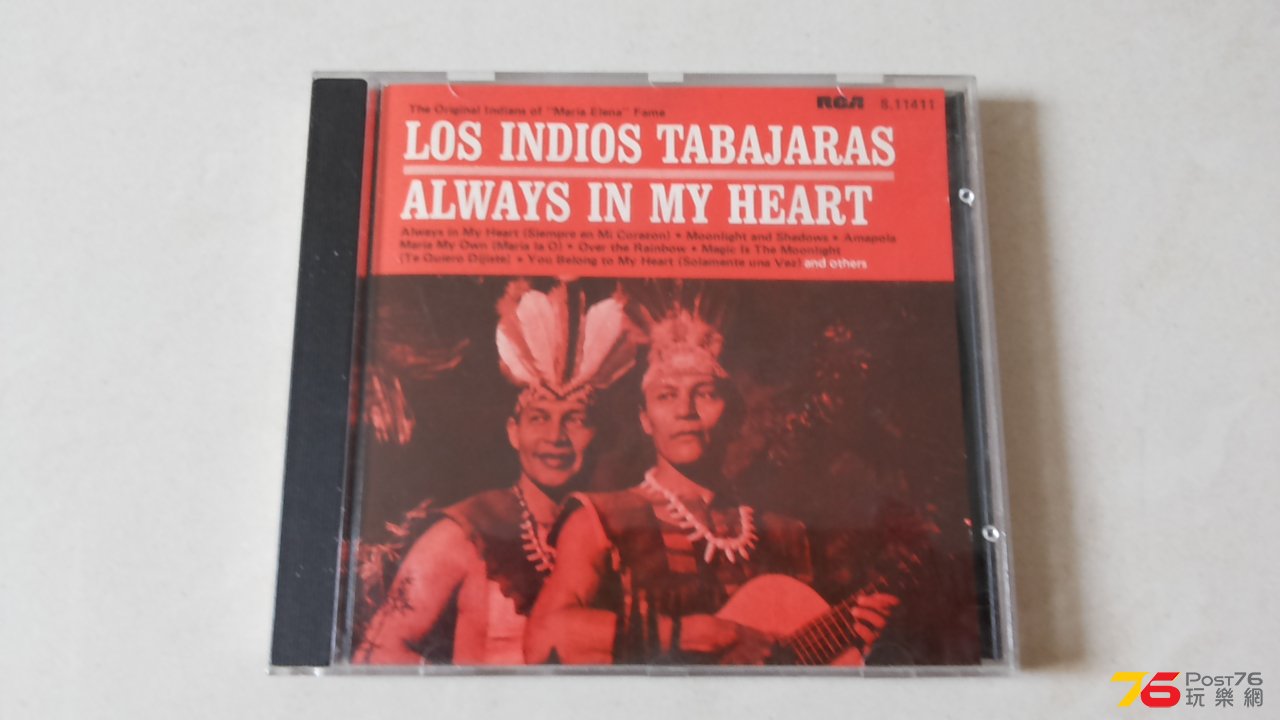 RCA 8.11411
The Original Indians of "Maria Elena" Fame
LOS INDIOS TABAJARAS
ALWAYS IN MY HEART
Always in My Heart (Siempre en Mi Corazon) • Moonlight and Shadows • Amapola
Maria My Own (Maria la O) • Over the Rainbow • Magic Is The Moonlight
(Te Quiero Dijiste) • You Belong to My Heart (Solamente una Vez) and others
76 POST76
玩樂網